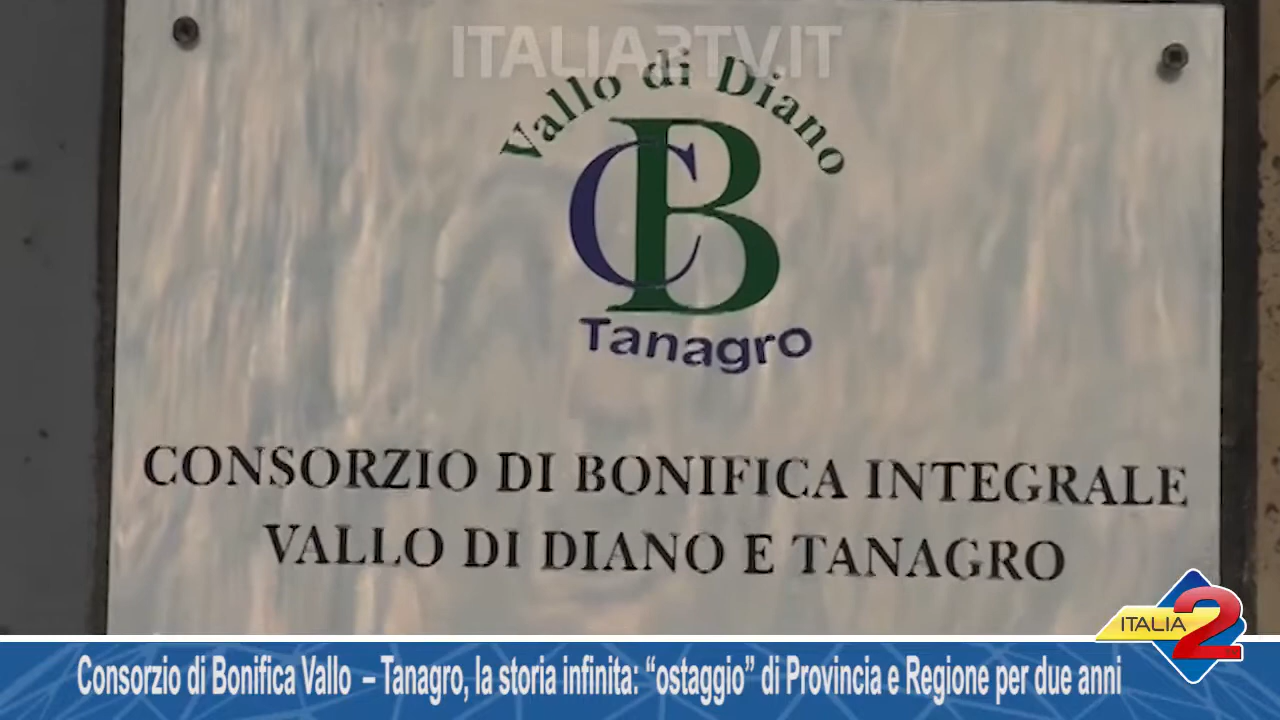 ITALIA2TV.IT
Vallo di Diano
CB
Tanagro
CONSORZIO DI BONIFICA INTEGRALE
VALLO DI DIANO E TANAGRO
ITALIA 2
Consorzio di Bonifica Vallo – Tanagro, la storia infinita: “ostaggio” di Provincia e Regione per due anni